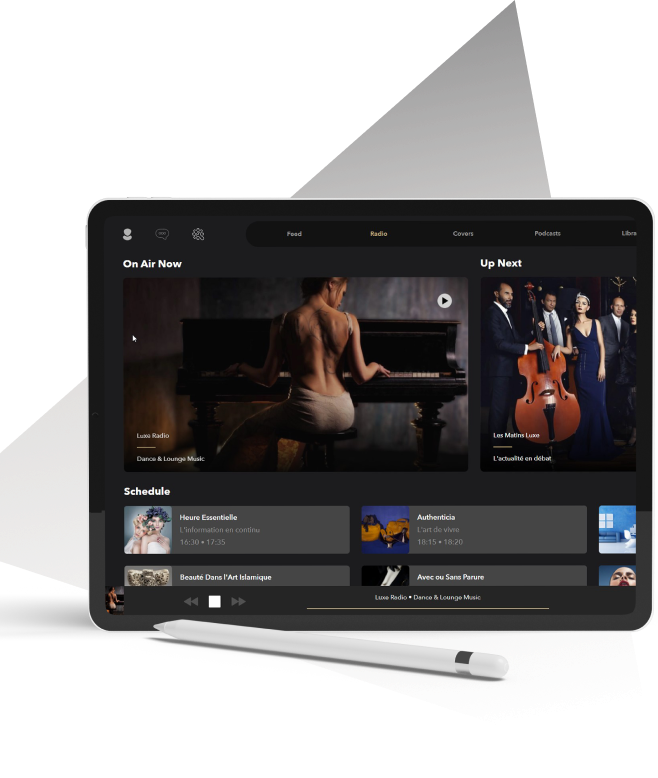 Feed
Radio
Covers
Podcasts
Libra
On Air Now
Up Next
Luxe Radio
Dance & Lounge Music
Les Matins Luxe
L'actualité en débat
Schedule
Heure Essentielle
L'information en continu
16:30 • 17:35
Authenticia
L'art de vivre
18:15 • 18:20
Beauté Dans l'Art Islamique
Avec ou Sans Parure
Luxe Radio • Dance & Lounge Music